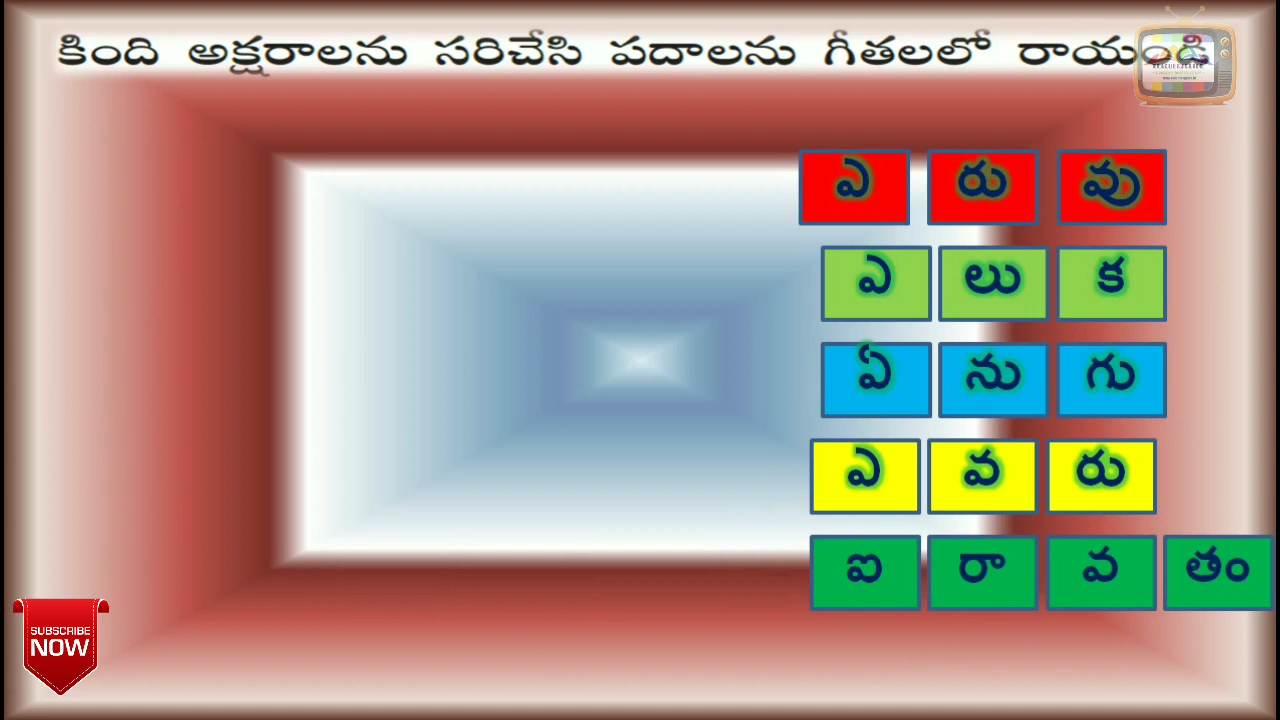 కింది అక్షరాలను సరిచేసి పదాలను గీతలలో రాయండి
ఎ రు వు
ఎ లు క
ఏ ను గు
ఎ వ రు
ఐ రా వ తం
SUBSCRIBE
NOW